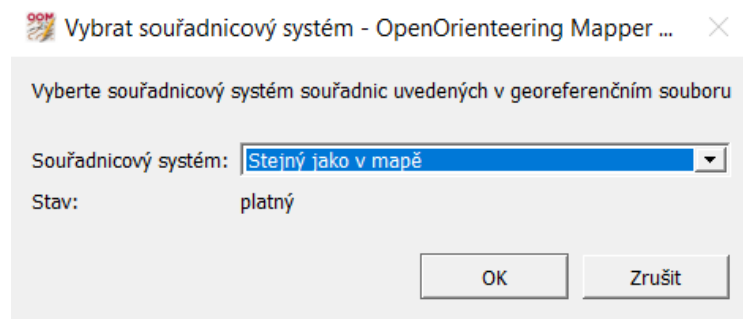 Vybrat souřadnicový systém - OpenOrienteering Mapper ...
Vyberte souřadnicový systém souřadnic uvedených v georeferenčním souboru
Souřadnicový systém: Stejný jako v mapě
Stav: platný
OK Zrušit